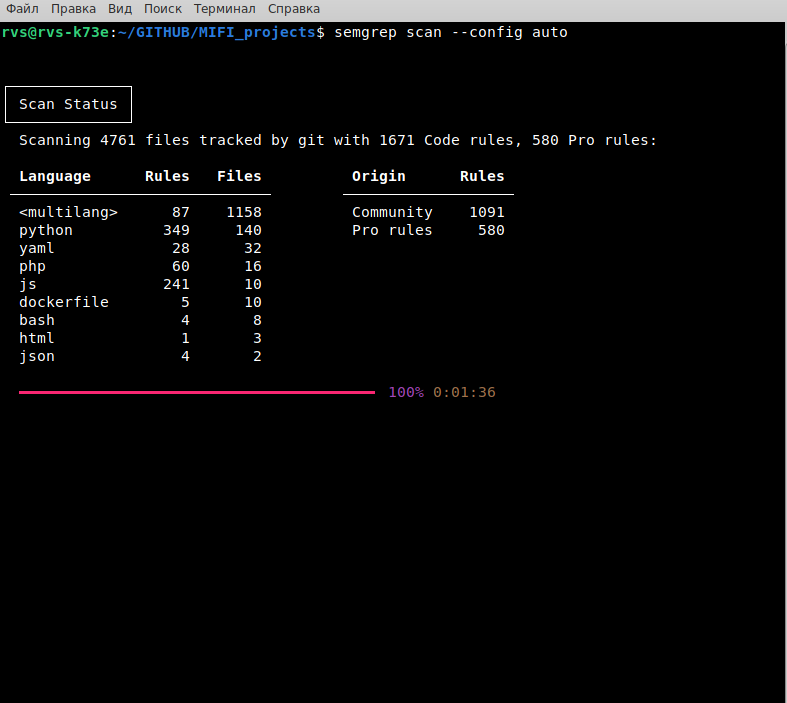 Файл Правка Вид Поиск Терминал Справка
rvs@rvs-k73e:~/GITHUB/MIFI_projects$ semgrep scan --config auto
Scan Status
Scanning 4761 files tracked by git with 1671 Code rules, 580 Pro rules:
Language Rules Files Origin Rules
<multilang> 87 1158 Community 1091
python 349 140 Pro rules 580
yaml 28 32
php 60 16
js 241 10
dockerfile 5 10
bash 4 8
html 1 3
json 4 2
100% 0:01:36